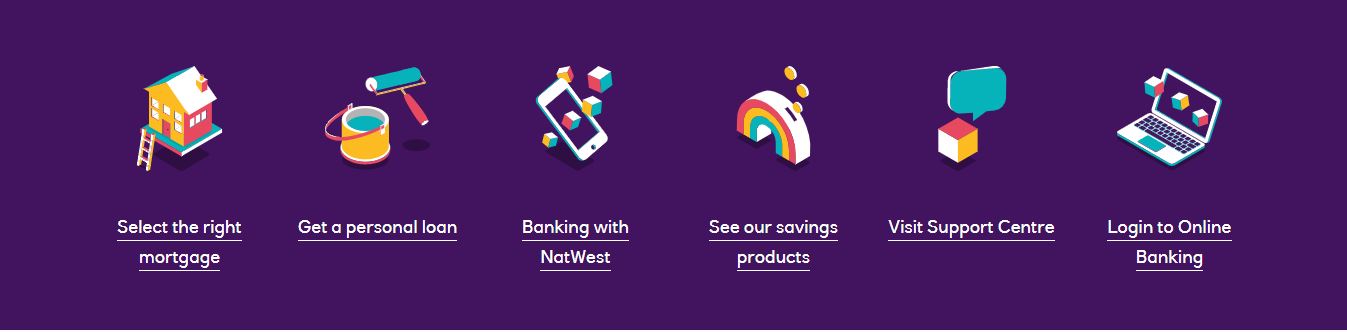 Select the right
mortgage
Get a personal loan
Banking with
NatWest
See our savings
products
Visit Support Centre
Login to Online
Banking